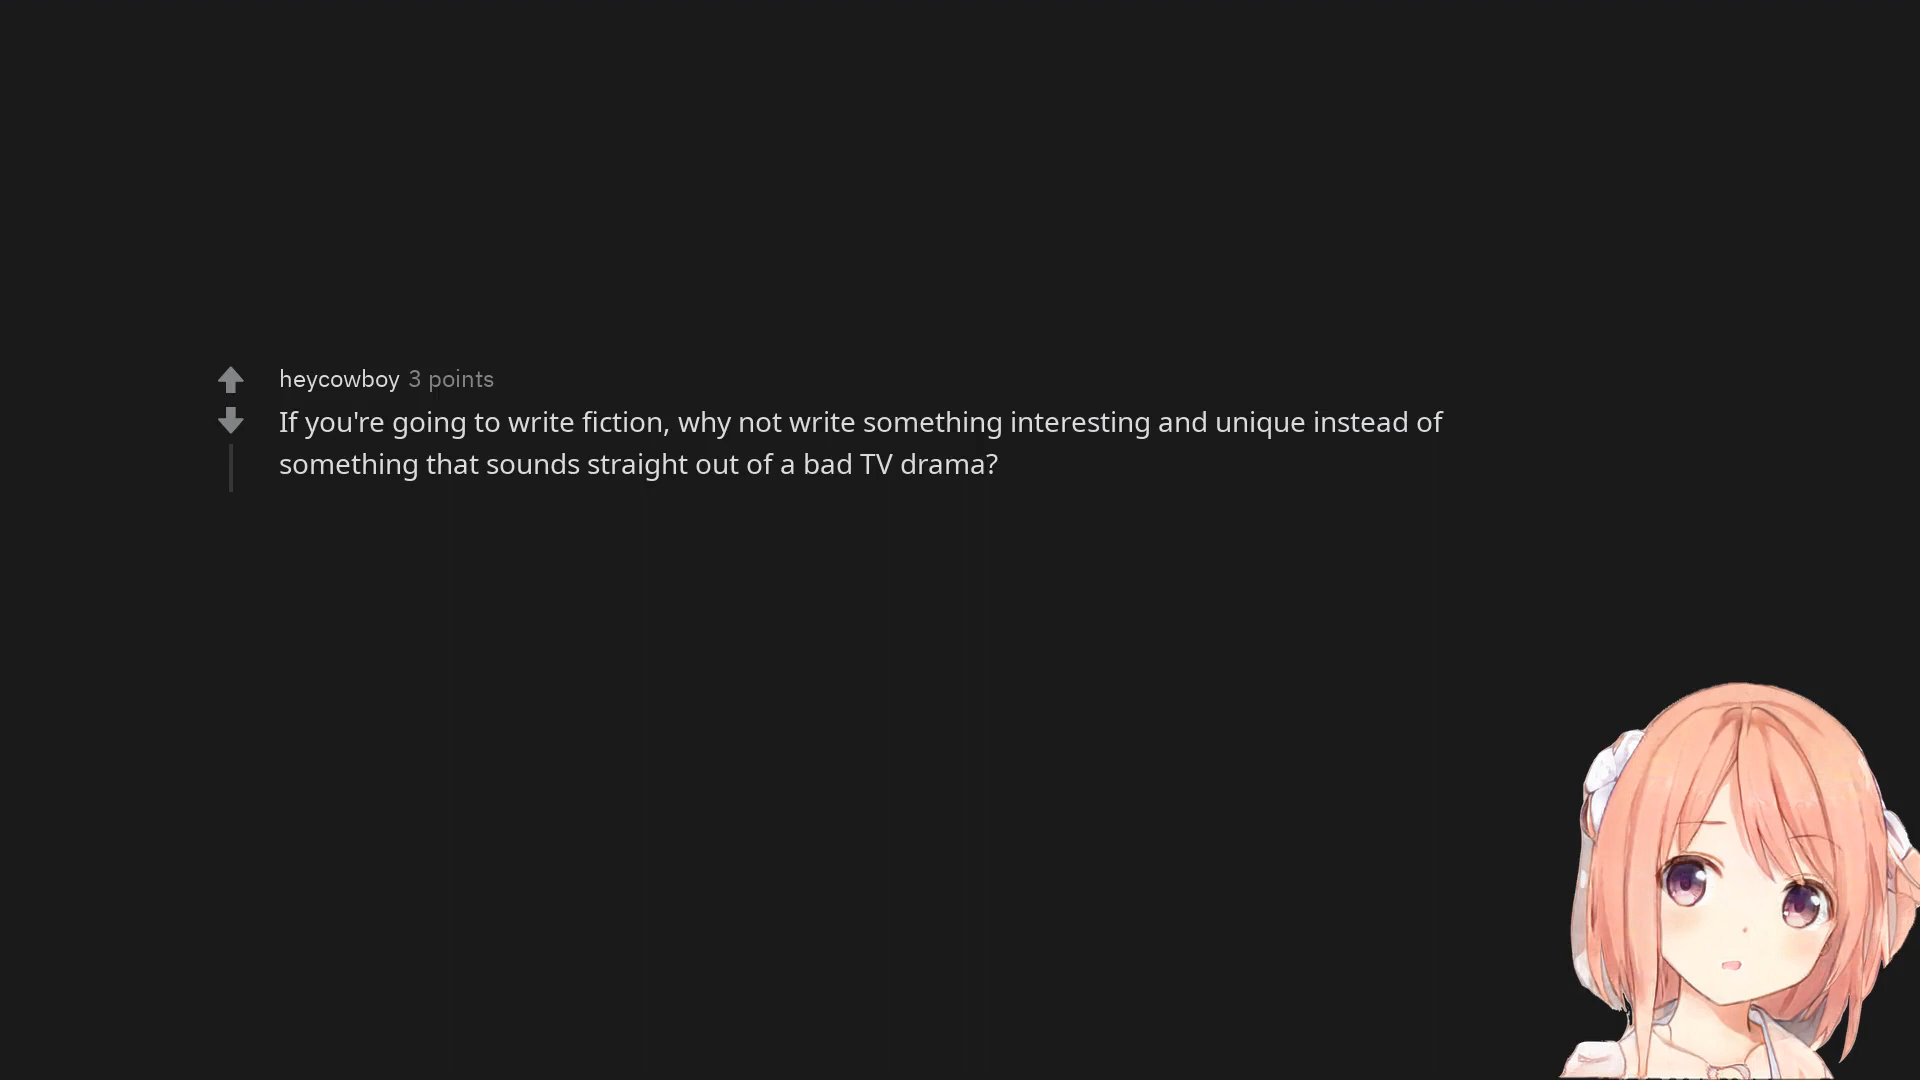 heycowboy 3 points
If you're going to write fiction, why not write something interesting and unique instead of
something that sounds straight out of a bad TV drama?